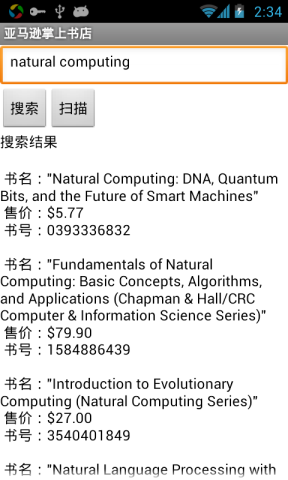 2:34
亚马逊掌上书店
natural computing
搜索 扫描
搜索结果
书名："Natural Computing: DNA, Quantum
Bits, and the Future of Smart Machines"
售价：$5.77
书号：0393336832
书名："Fundamentals of Natural
Computing: Basic Concepts, Algorithms,
and Applications (Chapman & Hall/CRC
Computer & Information Science Series)"
售价：$79.90
书号：1584886439
书名："Introduction to Evolutionary
Computing (Natural Computing Series)"
售价：$27.00
书号：3540401849
书名："Natural Language Processing with